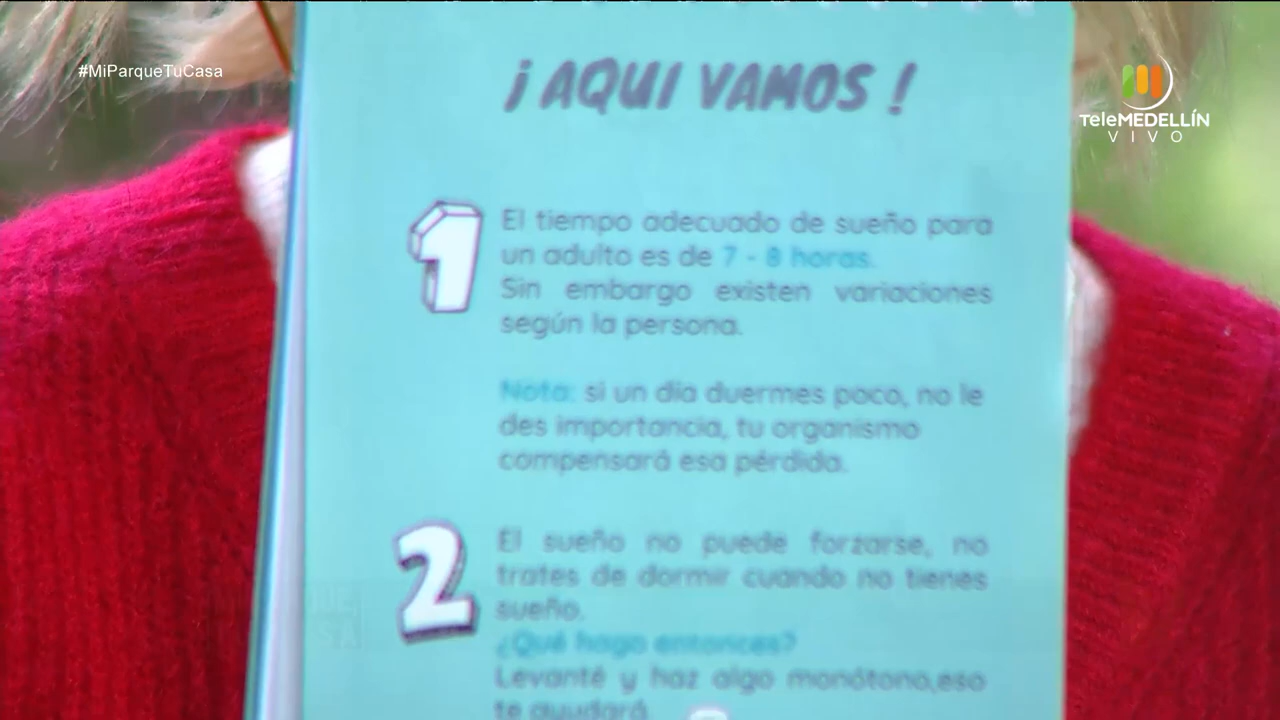 #MiParqueTuCasa
TeleMEDELLÍN
VIVO
¡ AQUI VAMOS !
1
El tiempo adecuado de sueño para
un adulto es de 7 - 8 horas.
Sin embargo existen variaciones
según la persona.
Nota: si un día duermes poco, no le
des importancia, tu organismo
compensará esa pérdida.
2
El sueño no puede forzarse, no
trates de dormir cuando no tienes
sueño.
¿Qué hago entonces?
Levanté y haz algo monótono,eso
te ayudará